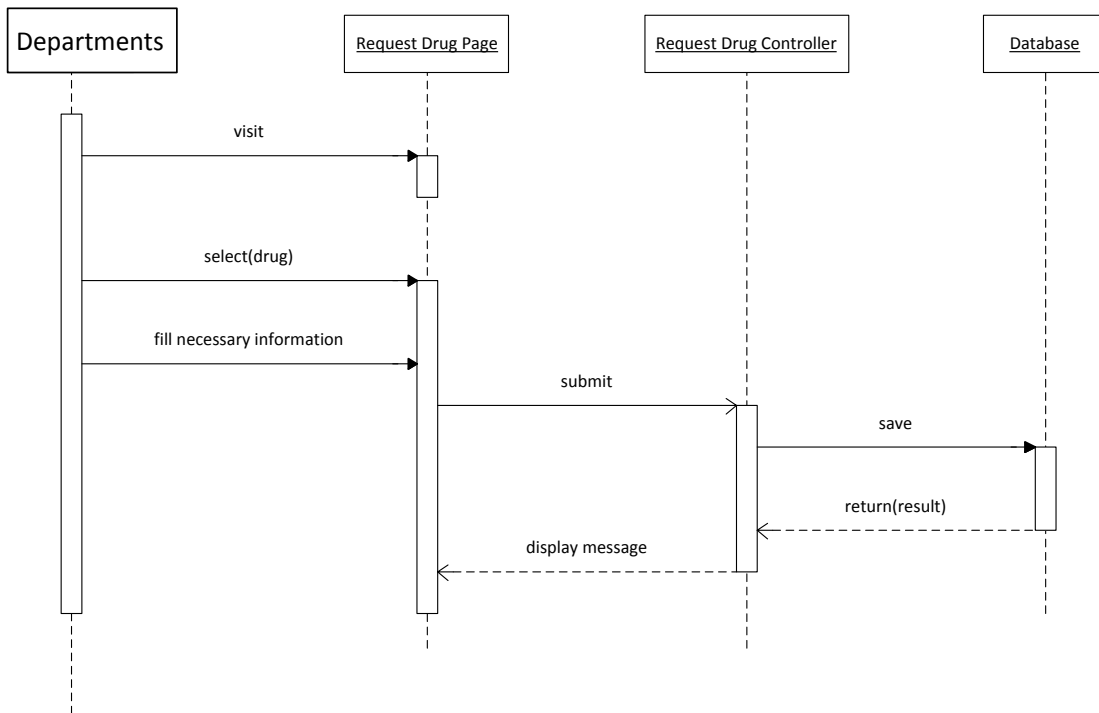 Departments
Request Drug Page
Request Drug Controller
Database
visit
select(drug)
fill necessary information
submit
save
return(result)
display message